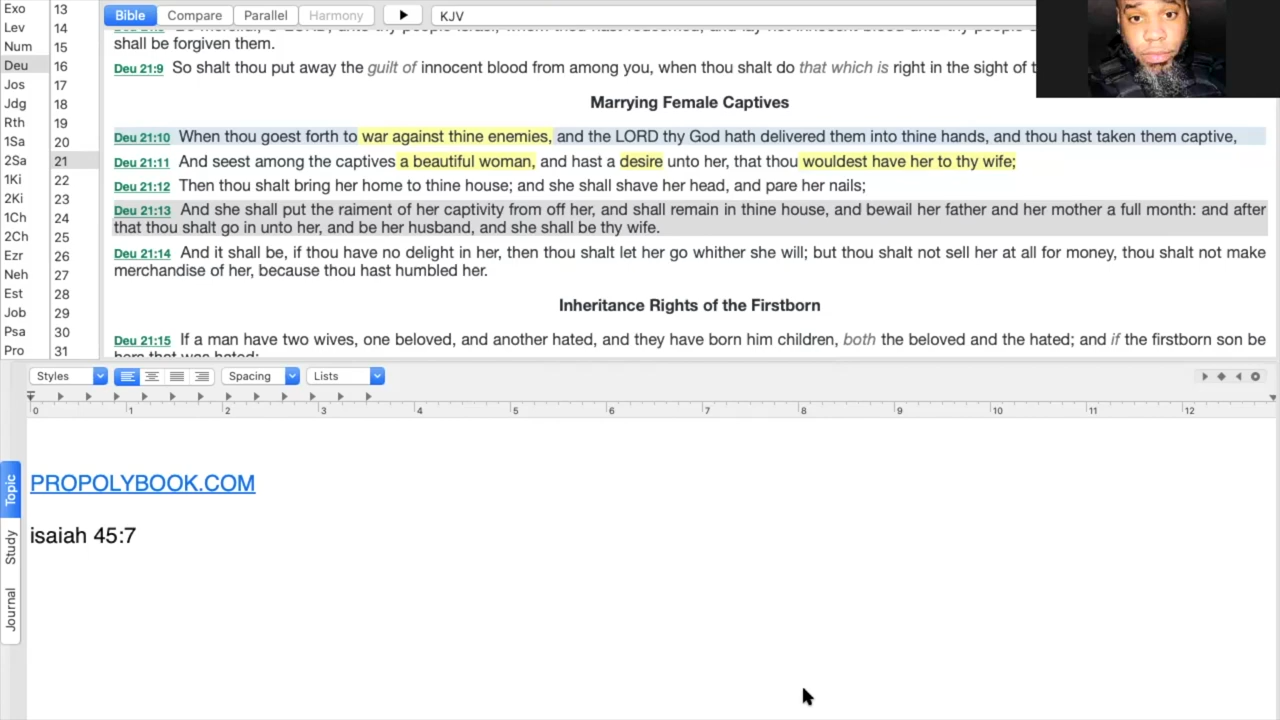 Exo
Lev
Num
Deu
Jos
Jdg
Rth
1Sa
2Sa
1Ki
2Ki
1Ch
2Ch
Ezr
Neh
Est
Job
Psa
Pro
13
14
15
16
17
18
19
20
21
22
23
24
25
26
27
28
29
30
31
Bible Compare Parallel Harmony KJV
shall be forgiven them.
Deu 21:9 So shalt thou put away the guilt of innocent blood from among you, when thou shalt do that which is right in the sight of
Marrying Female Captives
Deu 21:10 When thou goest forth to war against thine enemies, and the LORD thy God hath delivered them into thine hands, and thou hast taken them captive,
Deu 21:11 And seest among the captives a beautiful woman, and hast a desire unto her, that thou wouldest have her to thy wife;
Deu 21:12 Then thou shalt bring her home to thine house; and she shall shave her head, and pare her nails;
Deu 21:13 And she shall put the raiment of her captivity from off her, and shall remain in thine house, and bewail her father and her mother a full month: and after
that thou shalt go in unto her, and be her husband, and she shall be thy wife.
Deu 21:14 And it shall be, if thou have no delight in her, then thou shalt let her go whither she will; but thou shalt not sell her at all for money, thou shalt not make
merchandise of her, because thou hast humbled her.
Inheritance Rights of the Firstborn
Deu 21:15 If a man have two wives, one beloved, and another hated, and they have born him children, both the beloved and the hated; and if the firstborn son be
hers that was hated:
Styles Spacing Lists
0 1 2 3 4 5 6 7 8 9 10 11 12
Topic
Study
Journal
PROPOLYBOOK.COM
isaiah 45:7